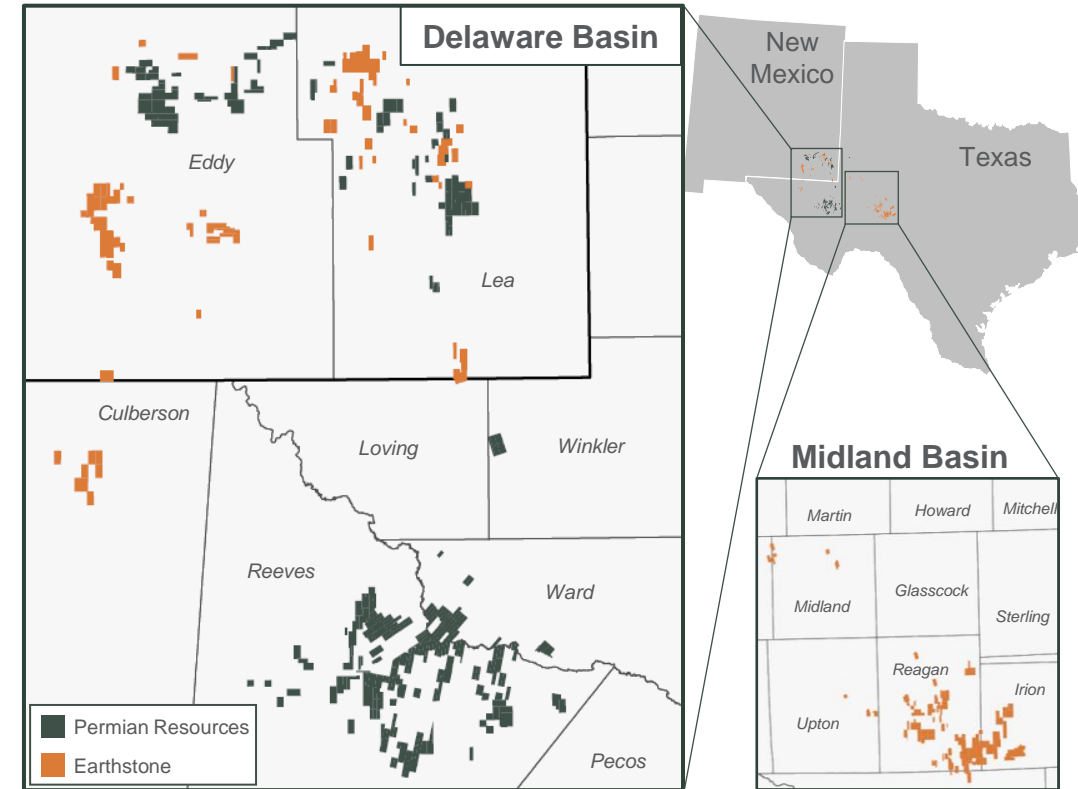 Delaware Basin
New
Mexico
Texas
Eddy
Lea
Culberson
Loving
Winkler
Reeves
Ward
Pecos
Permian Resources
Earthstone
Midland Basin
Martin
Howard
Mitchell
Midland
Glasscock
Sterling
Reagan
Irion
Upton